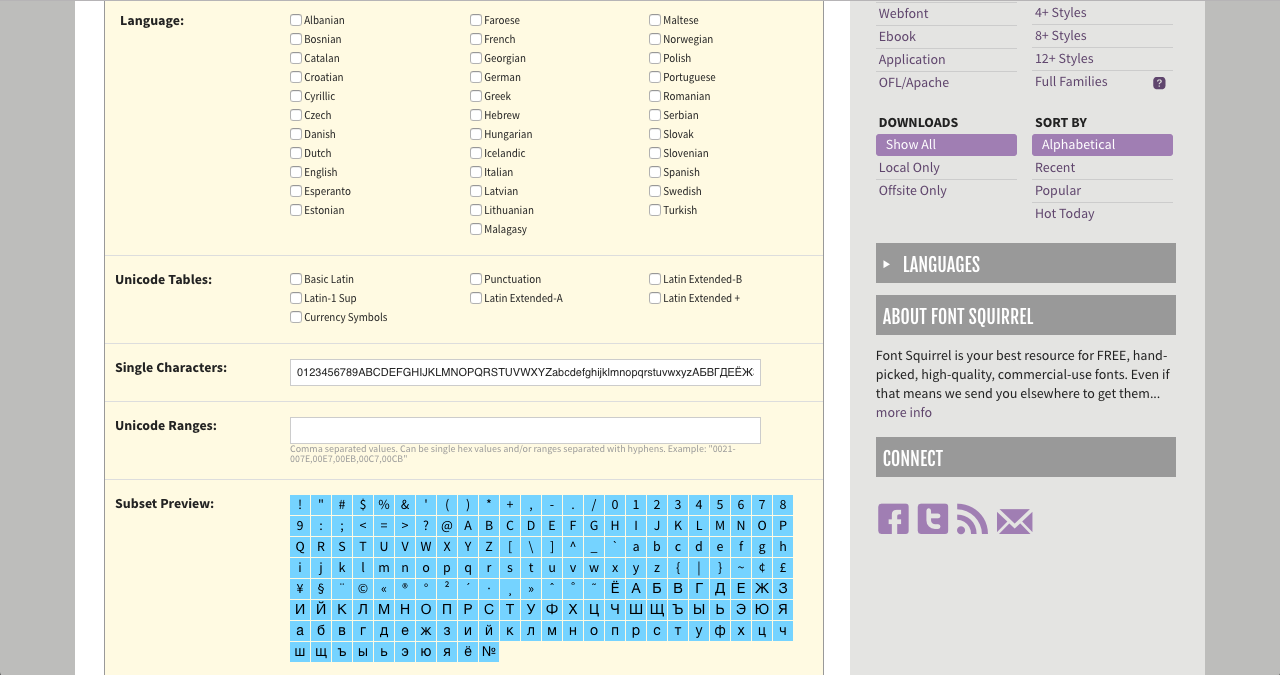 Language:
Albanian Faroese Maltese
Bosnian French Norwegian
Catalan Georgian Polish
Croatian German Portuguese
Cyrillic Greek Romanian
Czech Hebrew Serbian
Danish Hungarian Slovak
Dutch Icelandic Slovenian
English Italian Spanish
Esperanto Latvian Swedish
Estonian Lithuanian Turkish
Malagasy
Unicode Tables:
Basic Latin Punctuation Latin Extended-B
Latin-1 Sup Latin Extended-A Latin Extended +
Currency Symbols
Single Characters:
0123456789ABCDEFGHIJKLMNOPQRSTUVWXYZabcdefghijklmnopqrstuvwxyzАБВГДЕЁЖ
Unicode Ranges:
Comma separated values. Can be single hex values and/or ranges separated with hyphens. Example: "0021-
007E,00E7,00EB,00C7,00CB"
Subset Preview:
! " # $ % & ' ( ) * + , - . / 0 1 2 3 4 5 6 7 8
9 : ; < = > ? @ A B C D E F G H I J K L M N O P
Q R S T U V W X Y Z [ \ ] ^ _ ` a b c d e f g h
i j k l m n o p q r s t u v w x y z { | } ~ ¢ £
¥ § ¨ © « ® ° ² ´ · ¸ » ˆ ˚ ˜ Ё А Б В Г Д Е Ж З
И Й К Л М Н О П Р С Т У Ф Х Ц Ч Ш Щ Ъ Ы Ь Э Ю Я
а б в г д е ж з и й к л м н о п р с т у ф х ц ч
ш щ ъ ы ь э ю я ё №
Webfont
Ebook
Application
OFL/Apache
4+ Styles
8+ Styles
12+ Styles
Full Families ?
DOWNLOADS
Show All
Local Only
Offsite Only
SORT BY
Alphabetical
Recent
Popular
Hot Today
LANGUAGES
ABOUT FONT SQUIRREL
Font Squirrel is your best resource for FREE, hand-
picked, high-quality, commercial-use fonts. Even if
that means we send you elsewhere to get them...
more info
CONNECT